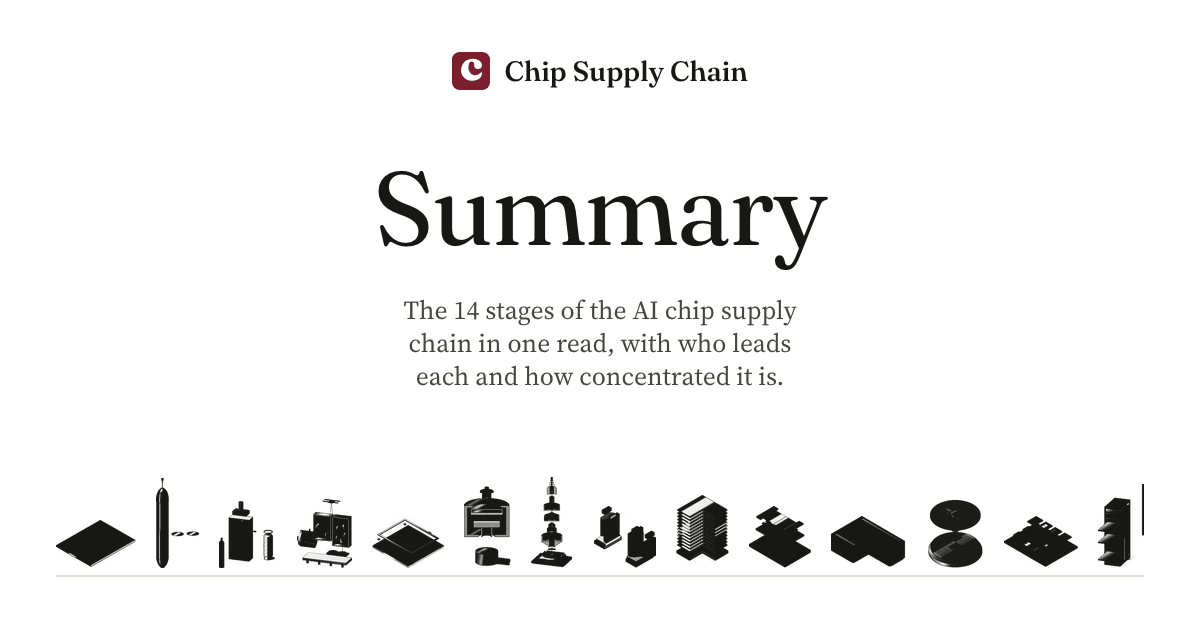 C Chip Supply Chain
Summary
The 14 stages of the AI chip supply
chain in one read, with who leads
each and how concentrated it is.